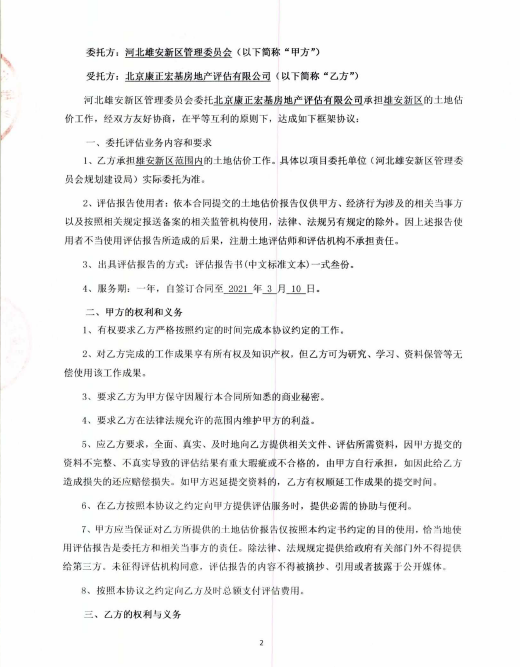 委托方：河北雄安新区管理委员会（以下简称“甲方”）
受托方：北京康正宏基房地产评估有限公司（以下简称“乙方”）
河北雄安新区管理委员会委托北京康正宏基房地产评估有限公司承担雄安新区的土地估
价工作，经双方友好协商，在平等互利的原则下，达成如下框架协议：
一、委托评估业务内容和要求
1、乙方承担雄安新区范围内的土地估价工作。具体以项目委托单位（河北雄安新区管理委
员会规划建设局）实际委托为准。
2、评估报告使用者：依本合同提交的土地估价报告仅供甲方、经济行为涉及的相关当事方
以及按照相关规定报送备案的相关监管机构使用，法律、法规另有规定的除外。因上述报告使
用者不当使用评估报告所造成的后果，注册土地评估师和评估机构不承担责任。
3、出具评估报告的方式：评估报告书(中文标准文本)一式叁份。
4、服务期：一年，自签订合同至 2021 年 3 月 10 日。
二、甲方的权利和义务
1、有权要求乙方严格按照约定的时间完成本协议约定的工作。
2、对乙方完成的工作成果享有所有权及知识产权，但乙方可为研究、学习、资料保管等无
偿使用该工作成果。
3、要求乙方为甲方保守因履行本合同所知悉的商业秘密。
4、要求乙方在法律法规允许的范围内维护甲方的利益。
5、应乙方要求，全面、真实、及时地向乙方提供相关文件、评估所需资料，因甲方提交的
资料不完整、不真实导致的评估结果有重大瑕疵或不合格的，由甲方自行承担，如因此给乙方
造成损失的还应赔偿损失。如甲方迟延提交资料的，乙方有权顺延工作成果的提交时间。
6、在乙方按照本协议之约定向甲方提供评估服务时，提供必需的协助与便利。
7、甲方应当保证对乙方所提供的土地估价报告仅按照本约定书约定的目的使用，恰当地使
用评估报告是委托方和相关当事方的责任。除法律、法规规定提供给政府有关部门外不得提供
给第三方。未征得评估机构同意，评估报告的内容不得被摘抄、引用或者披露于公开媒体。
8、按照本协议之约定向乙方及时总额支付评估费用。
三、乙方的权利与义务
2